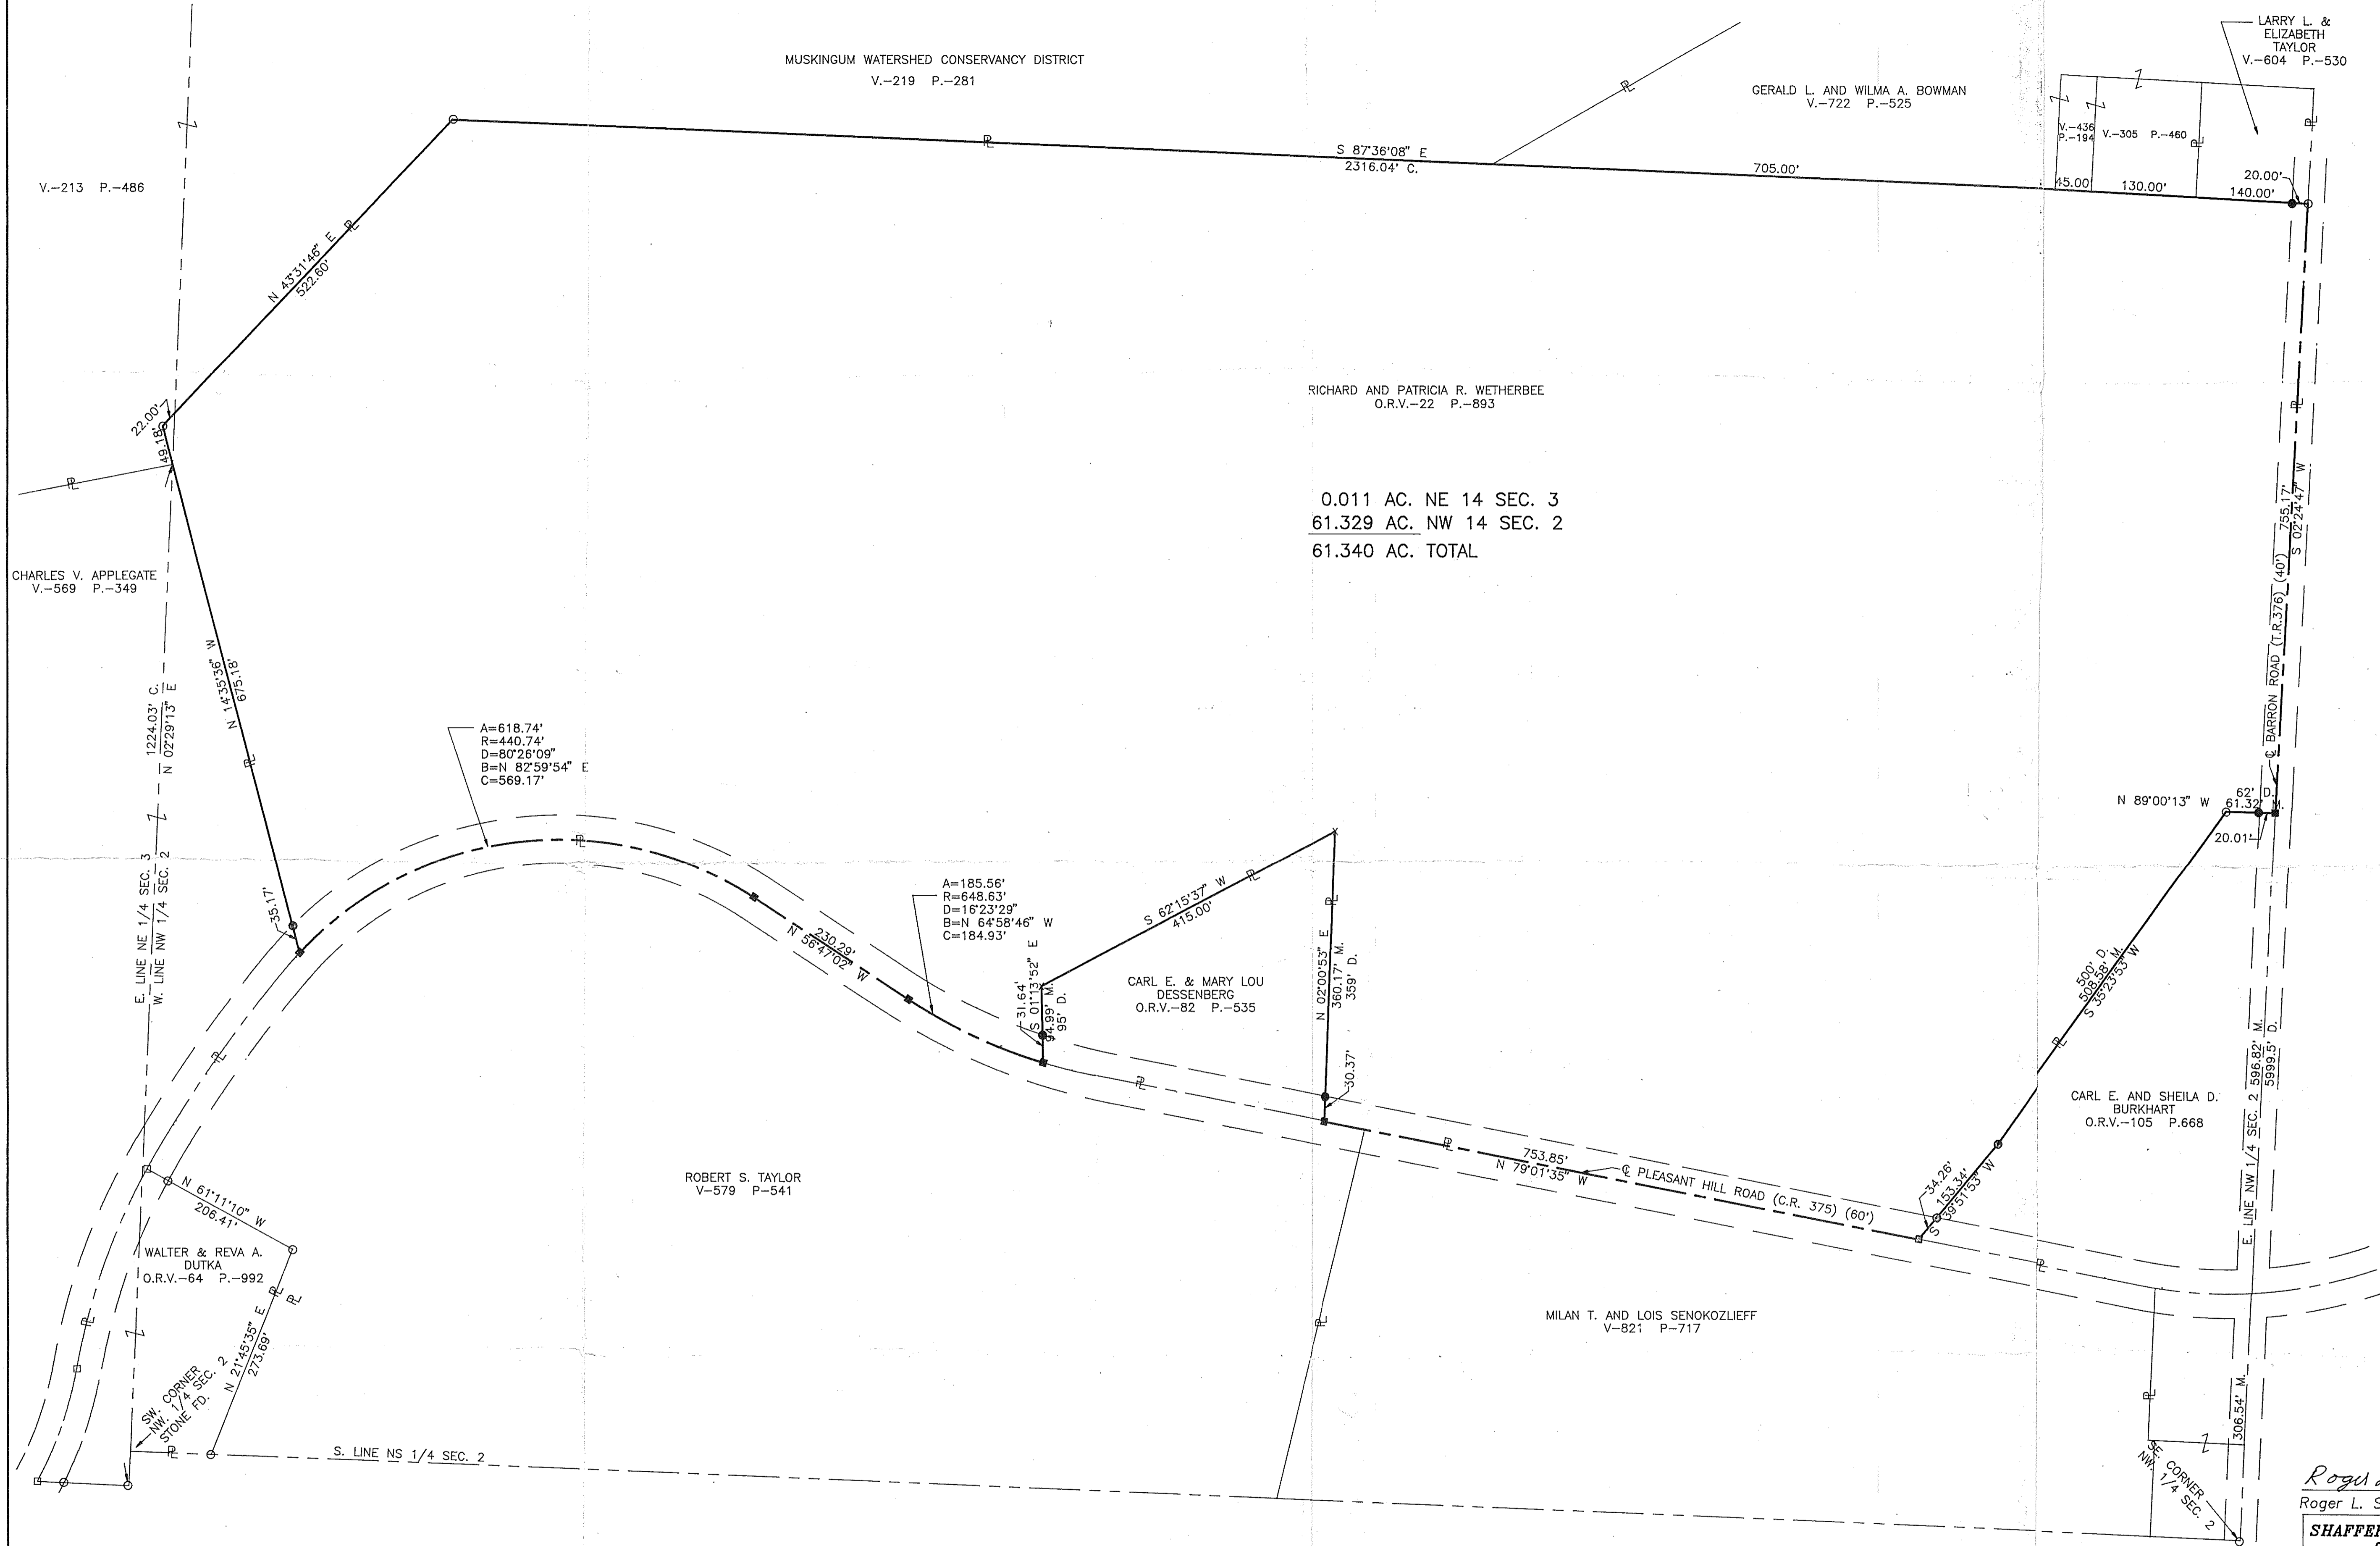 LARRY L. &
ELIZABETH
TAYLOR
V.-604 P.-530
MUSKINGUM WATERSHED CONSERVANCY DISTRICT
V.-219 P.-281
GERALD L. AND WILMA A. BOWMAN
V.-722 P.-525
V.-436
P.-194
V.-305 P.-460
S 87°36'08" E
2316.04' C.
705.00'
45.00'
130.00'
140.00'
20.00'
V.-213 P.-486
N 43°31'46" E
522.60'
22.00'
49.18'
RICHARD AND PATRICIA R. WETHERBEE
O.R.V.-22 P.-893
0.011 AC. NE 14 SEC. 3
61.329 AC. NW 14 SEC. 2
61.340 AC. TOTAL
CHARLES V. APPLEGATE
V.-569 P.-349
N 14°35'36" W
675.18'
1224.03' C.
N 02°29'13" E
E. LINE NE 1/4 SEC. 3
W. LINE NW 1/4 SEC. 2
35.17'
A=618.74'
R=440.74'
D=80°26'09"
B=N 82°59'54" E
C=569.17'
A=185.56'
R=648.63'
D=16°23'29"
B=N 64°58'46" W
C=184.93'
230.29'
N 56°47'02" W
31.64'
S 01°13'52" E
94.99' M.
95' D.
S 62°15'37" W
415.00'
CARL E. & MARY LOU
DESSENBERG
O.R.V.-82 P.-535
N 02°00'53" E
360.17' M.
359' D.
30.37'
℄ BARRON ROAD (T.R.376) (40') 755.17'
S 02°24'47" W
N 89°00'13" W
62' D.
61.32' M.
20.01'
500' D.
508.58' M.
S 35°23'53" W
CARL E. AND SHEILA D.
BURKHART
O.R.V.-105 P.668
E. LINE NW 1/4 SEC. 2 596.82' M.
5999.5' D.
34.26'
153.34'
S 39°51'53" W
753.85'
N 79°01'35" W
℄ PLEASANT HILL ROAD (C.R. 375) (60')
ROBERT S. TAYLOR
V-579 P-541
N 61°11'10" W
206.41'
WALTER & REVA A.
DUTKA
O.R.V.-64 P.-992
N 21°45'35" E
273.69'
SW. CORNER
NW. 1/4 SEC. 2
STONE FD.
S. LINE NS 1/4 SEC. 2
MILAN T. AND LOIS SENOKOZLIEFF
V-821 P-717
306.54' M.
SE. CORNER
NW. 1/4 SEC. 2
Roger
Roger L. S
SHAFFER